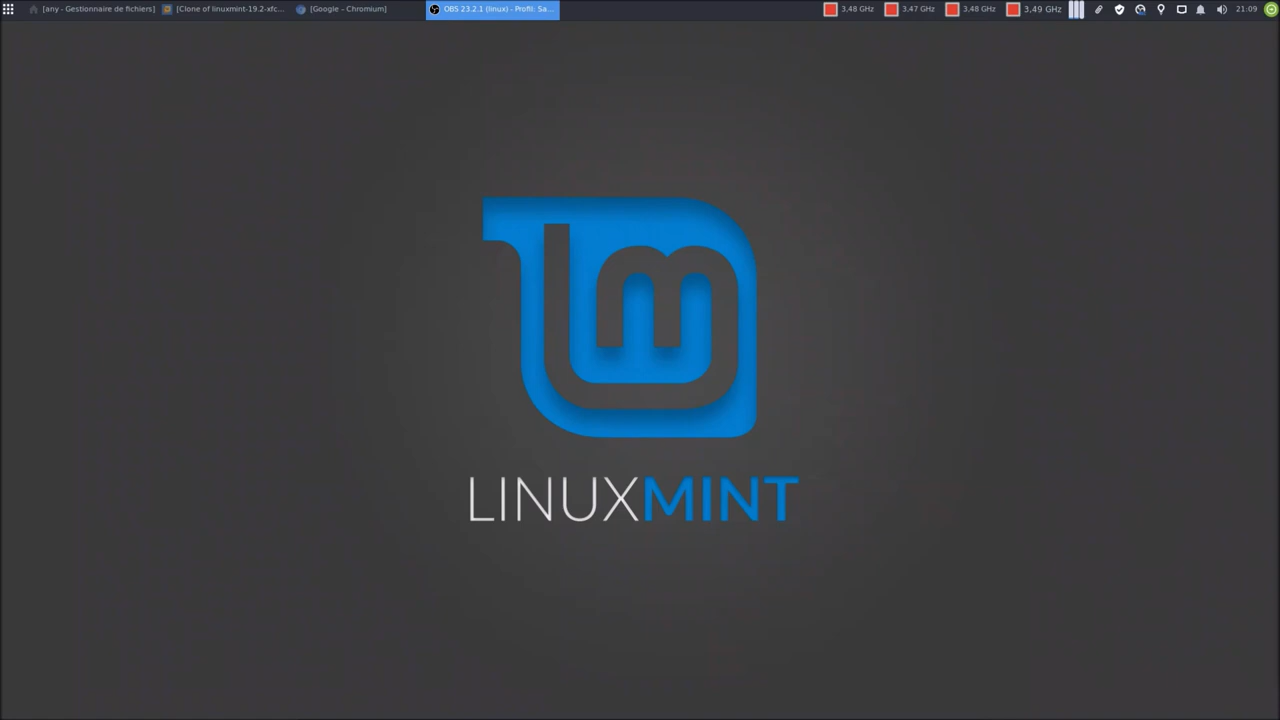 [any - Gestionnaire de fichiers] [Clone of linuxmint-19.2-xfc... [Google - Chromium] OBS 23.2.1 (linux) - Profil: Sa... 3,48 GHz 3,47 GHz 3,48 GHz 3,49 GHz 21:09
LINUXMINT